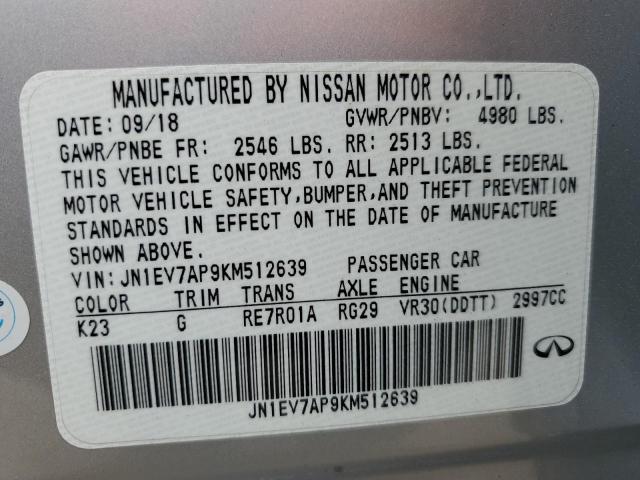 MANUFACTURED BY NISSAN MOTOR CO.,LTD.
DATE: 09/18 GVWR/PNBV: 4980 LBS.
GAWR/PNBE FR: 2546 LBS. RR: 2513 LBS.
THIS VEHICLE CONFORMS TO ALL APPLICABLE FEDERAL
MOTOR VEHICLE SAFETY,BUMPER,AND THEFT PREVENTION
STANDARDS IN EFFECT ON THE DATE OF MANUFACTURE
SHOWN ABOVE.
VIN: JN1EV7AP9KM512639 PASSENGER CAR
COLOR TRIM TRANS AXLE ENGINE
K23 G RE7R01A RG29 VR30(DDTT) 2997CC
JN1EV7AP9KM512639